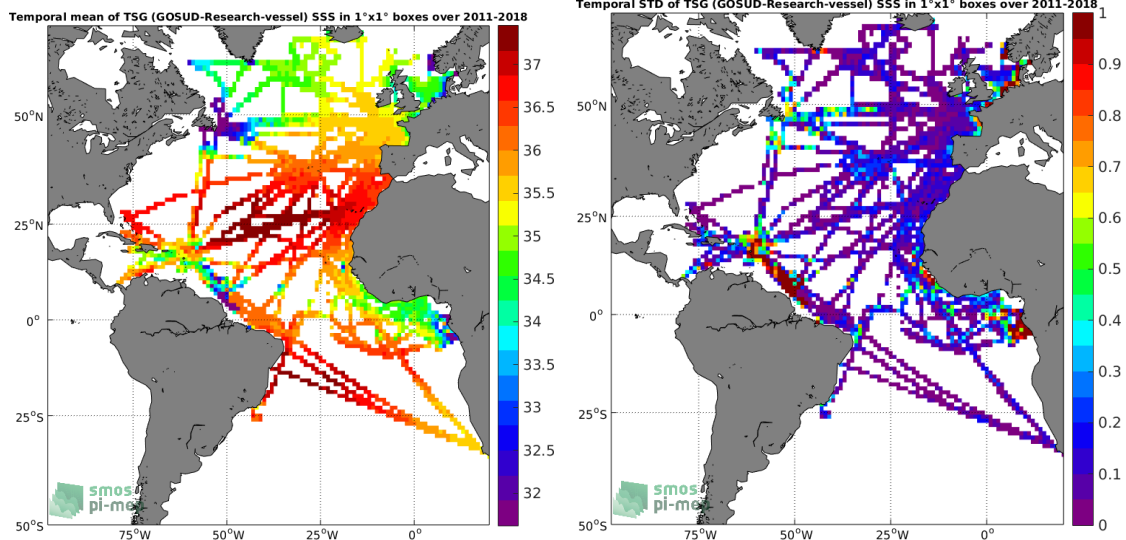 Temporal mean of TSG (GOSUD-Research-vessel) SSS in 1°x1° boxes over 2011-2018
50°N
25°N
0°
25°S
50°S
75°W
50°W
25°W
0°
37
36.5
36
35.5
35
34.5
34
33.5
33
32.5
32
smos
pi-mep
Temporal STD of TSG (GOSUD-Research-vessel) SSS in 1°x1° boxes over 2011-2018
50°N
25°N
0°
25°S
50°S
75°W
50°W
25°W
0°
1
0.9
0.8
0.7
0.6
0.5
0.4
0.3
0.2
0.1
0
smos
pi-mep